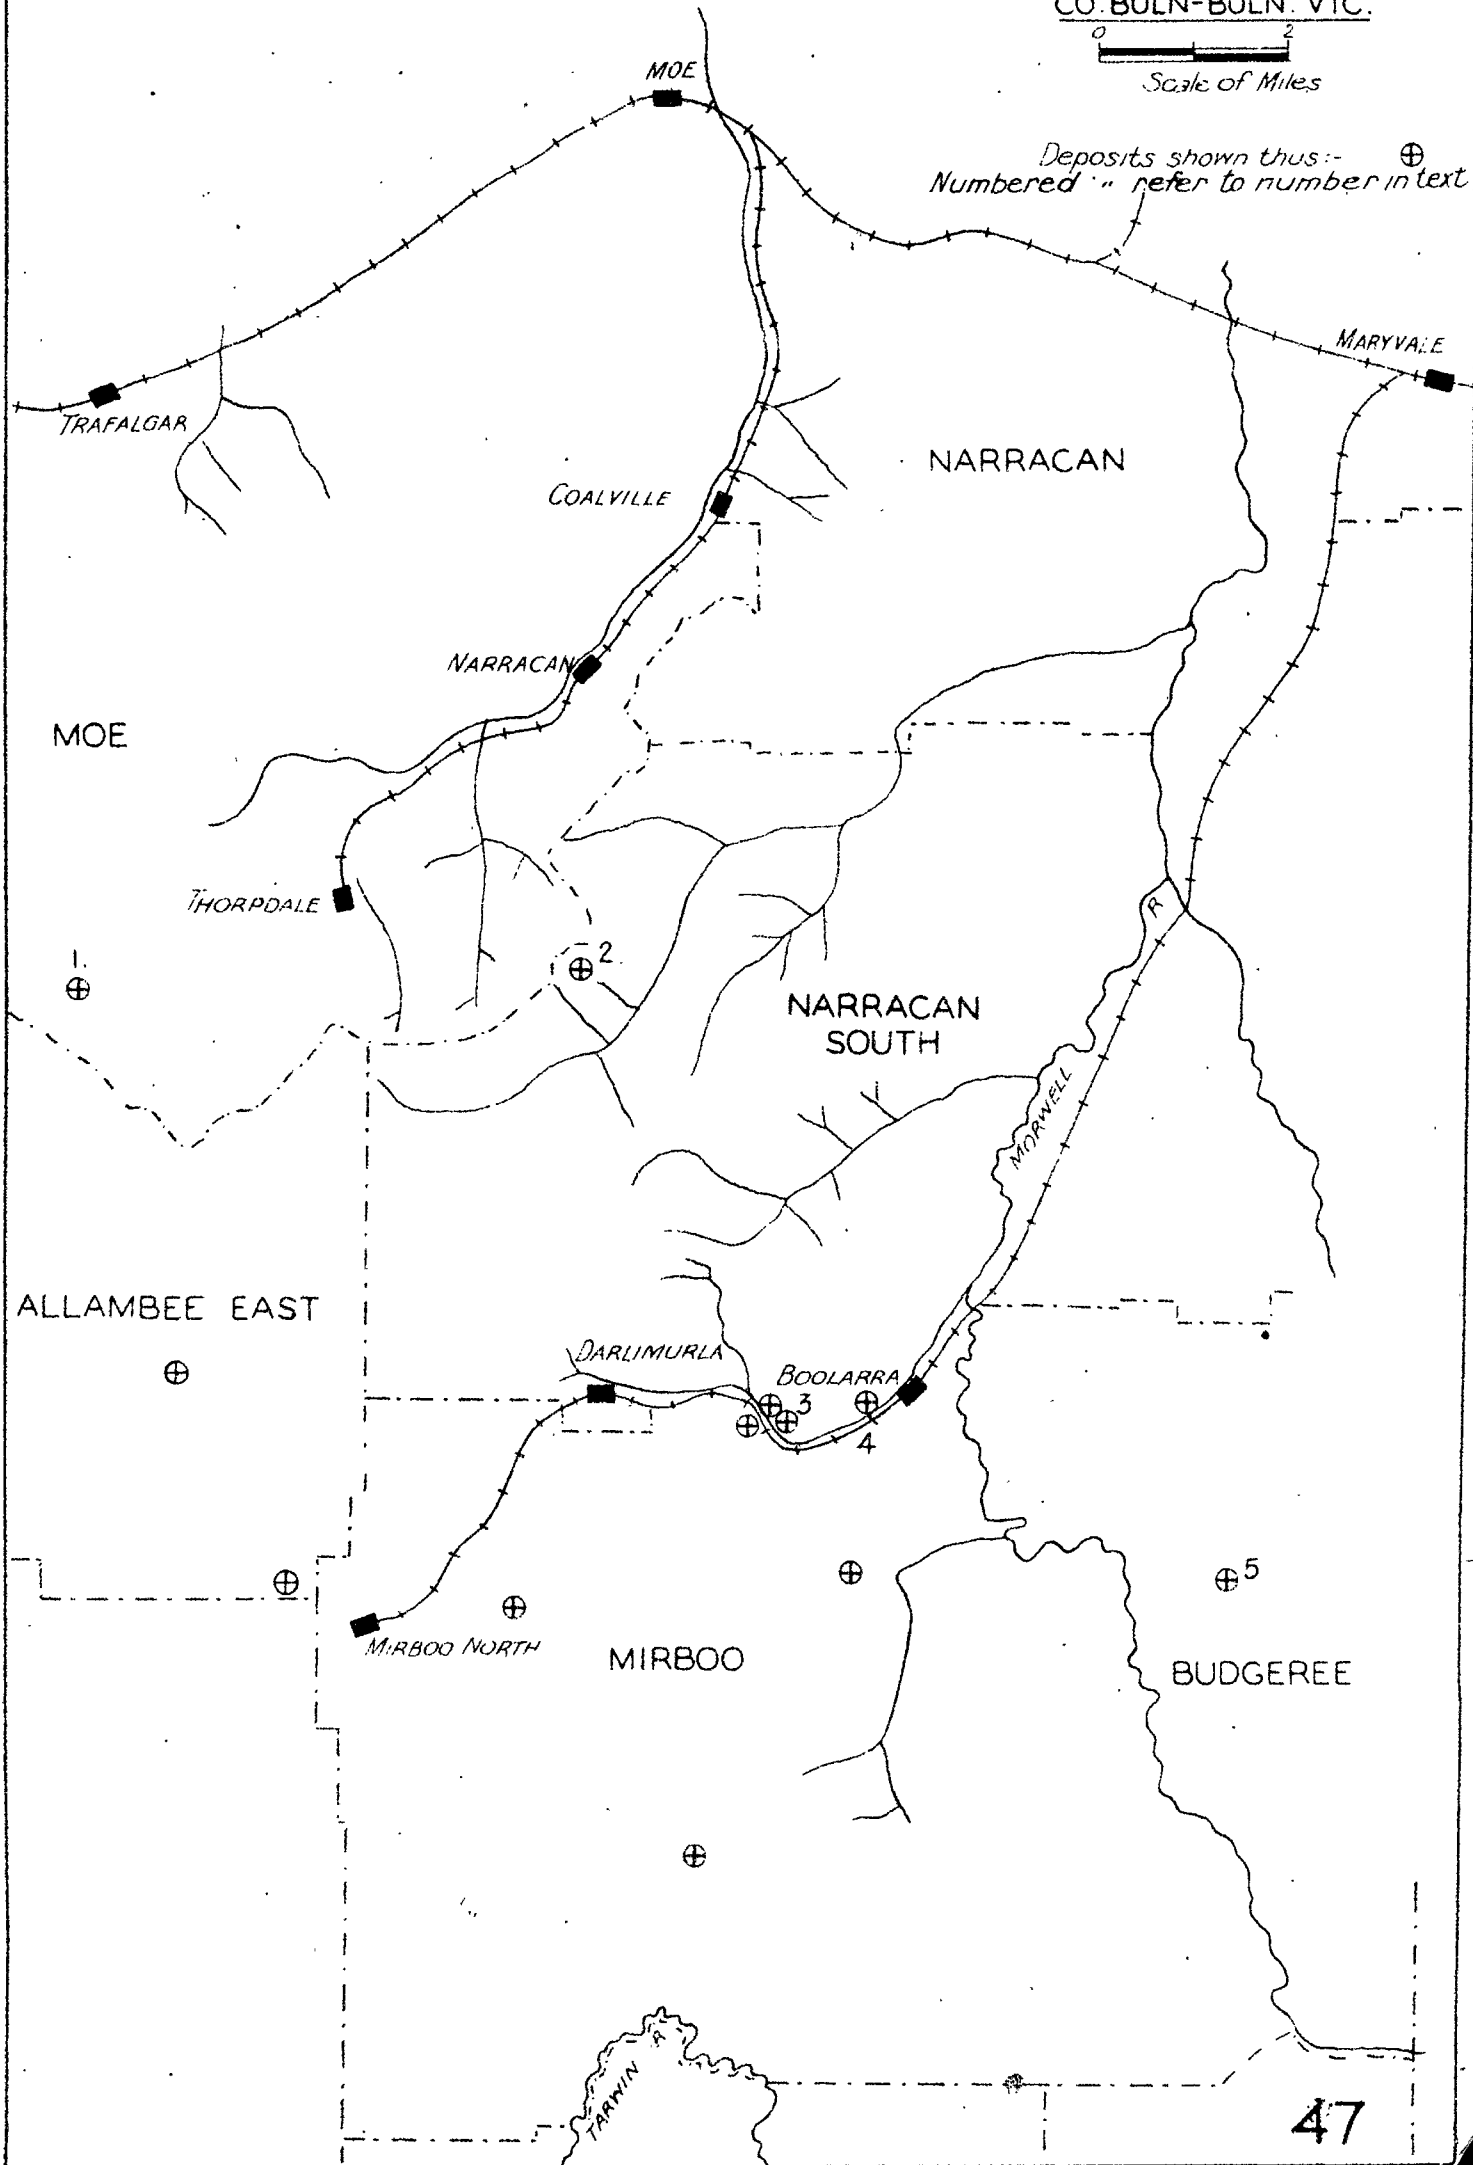 CO. BULN-BULN. VIC.
0 2
Scale of Miles
MOE
Deposits shown thus:-
Numbered " refer to number in text
MARYVALE
TRAFALGAR
NARRACAN
COALVILLE
NARRACAN
MOE
THORPDALE
R
1.
2
NARRACAN
SOUTH
MORWELL
ALLAMBEE EAST
DARLIMURLA
BOOLARRA
3
4
5
MIRBOO NORTH
MIRBOO
BUDGEREE
TARWIN R
47